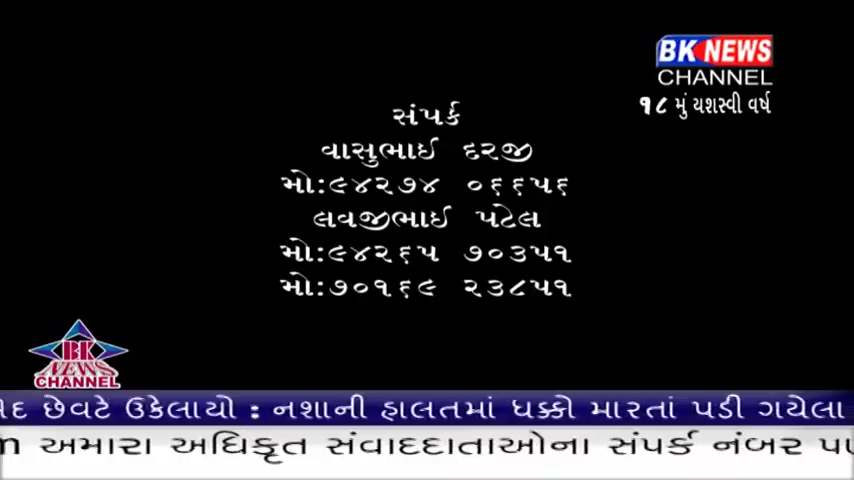 BK NEWS
CHANNEL
૧૮ મું યશસ્વી વર્ષ
સંપર્ક
વાસુભાઈ દરજી
મો:૯૪૨૭૪ ૦૬૬૫૬
લવજીભાઈ પટેલ
મો:૯૪૨૬૫ ૭૦૩૫૧
મો:૭૦૧૬૯ ૨૩૮૫૧
BK
NEWS
CHANNEL
છેવટે ઉકેલાયો : નશાની હાલતમાં ધક્કો મારતાં પડી ગયેલા
અમારા અધિકૃત સંવાદદાતાઓના સંપર્ક નંબર